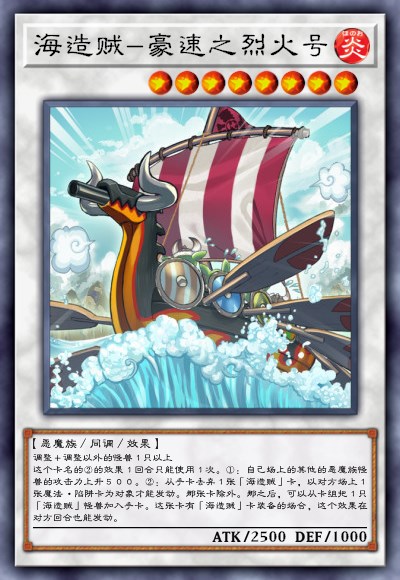 海造贼-豪速之烈火号
炎
ほのお
【恶魔族/同调/效果】
调整+调整以外的怪兽1只以上
这个卡名的②的效果1回合只能使用1次。①:自己场上的其他的恶魔族怪
兽的攻击力上升500。②:从手卡丢弃1张「海造贼」卡,以对方场上1
张魔法·陷阱卡为对象才能发动。那张卡除外。那之后,可以从卡组把1只
「海造贼」怪兽加入手卡。这张卡有「海造贼」卡装备的场合,这个效果在
对方回合也能发动。
ATK/2500 DEF/1000